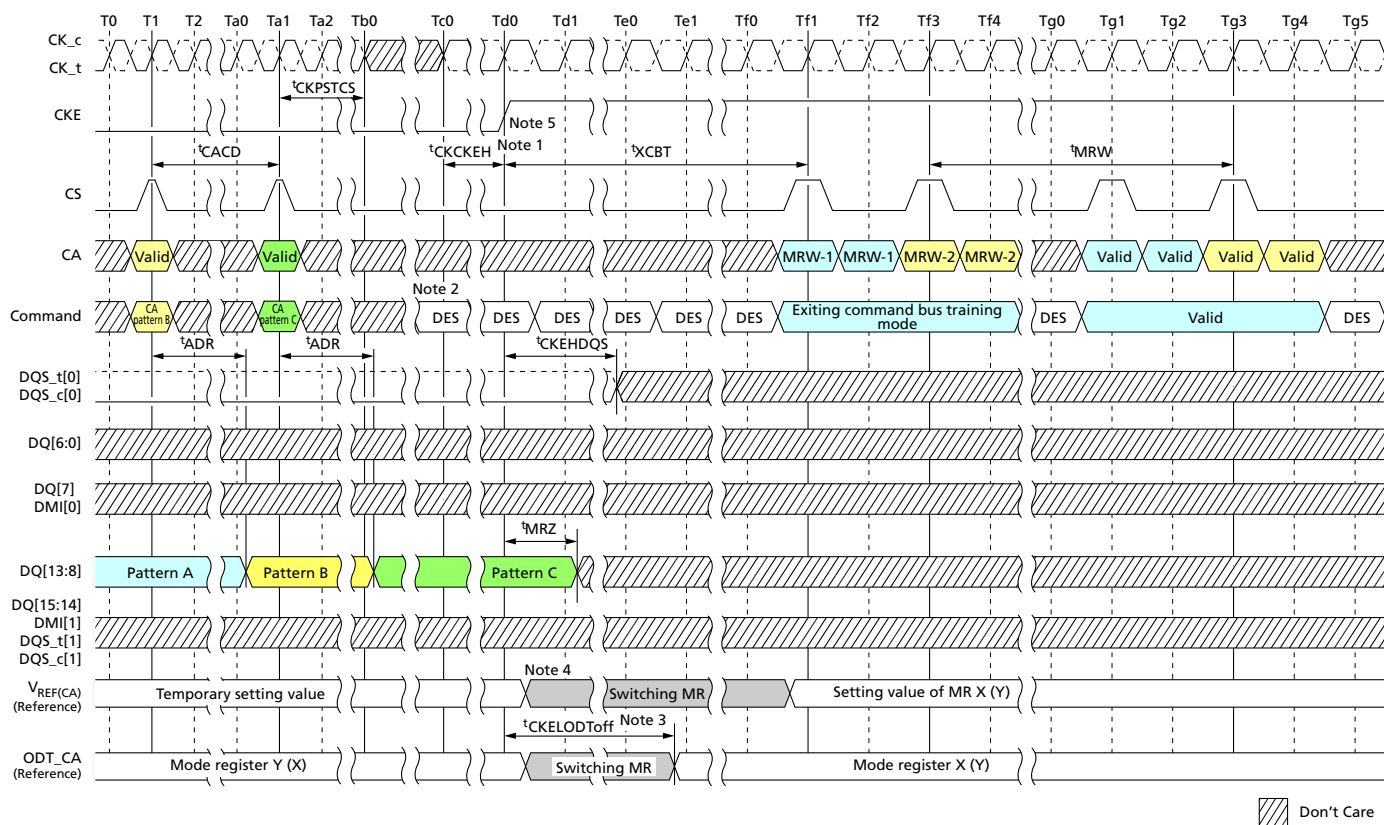 T0 T1 T2 Ta0 Ta1 Ta2 Tb0 Tc0 Td0 Td1 Te0 Te1 Tf0 Tf1 Tf2 Tf3 Tf4 Tg0 Tg1 Tg2 Tg3 Tg4 Tg5
CK_c
CK_t
tCKPSTCS
CKE
Note 5
Note 1
tCACD tCKCKEH tXCBT tMRW
CS
CA Valid Valid MRW-1 MRW-1 MRW-2 MRW-2 Valid Valid Valid Valid
Note 2
Command CA pattern B CA pattern C DES DES DES DES DES DES Exiting command bus training mode DES Valid DES
tADR tADR tCKEHDQS
DQS_t[0]
DQS_c[0]
DQ[6:0]
DQ[7]
DMI[0]
tMRZ
DQ[13:8] Pattern A Pattern B Pattern C
DQ[15:14]
DMI[1]
DQS_t[1]
DQS_c[1]
Note 4
VREF(CA)
(Reference)
Temporary setting value Switching MR Setting value of MR X (Y)
tCKELODToff Note 3
ODT_CA
(Reference)
Mode register Y (X) Switching MR Mode register X (Y)
Don't Care